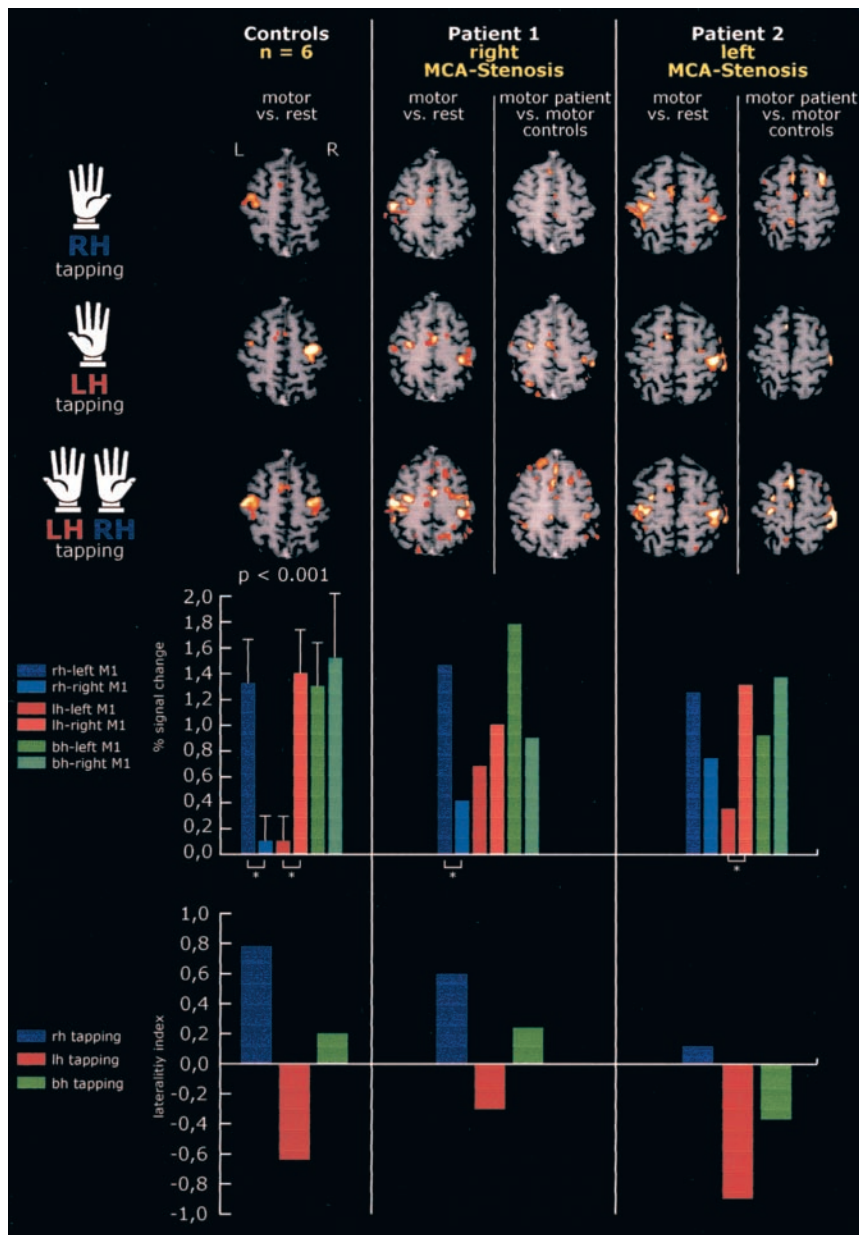 Controls
n = 6
Patient 1
right
MCA-Stenosis
Patient 2
left
MCA-Stenosis
motor
vs. rest
motor
vs. rest
motor patient
vs. motor
controls
motor
vs. rest
motor patient
vs. motor
controls
L R
RH
tapping
LH
tapping
LH RH
tapping
p < 0.001
rh-left M1
rh-right M1
lh-left M1
lh-right M1
bh-left M1
bh-right M1
% signal change
2,0
1,8
1,6
1,4
1,2
1,0
0,8
0,6
0,4
0,2
0,0
* *
*
*
rh tapping
lh tapping
bh tapping
lateralitiy index
1,0
0,8
0,6
0,4
0,2
0,0
-0,2
-0,4
-0,6
-0,8
-1,0